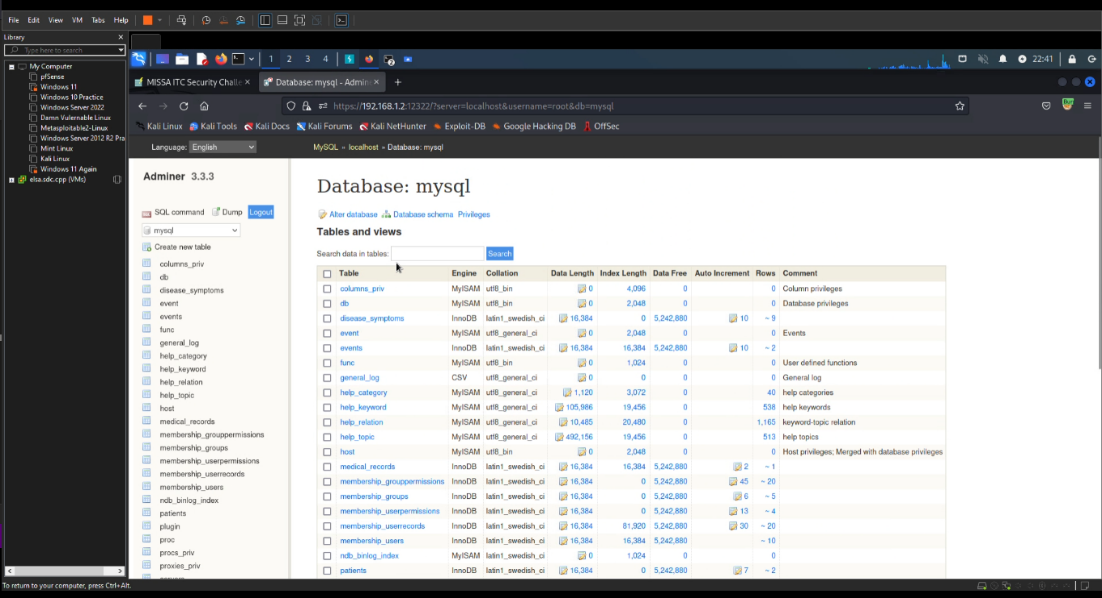 File Edit View VM Tabs Help
Library ×
Type here to search
My Computer
pfSense
Windows 11
Windows 10 Practice
Windows Server 2022
Damn Vulnerable Linux
Metasploitable2-Linux
Windows Server 2012 R2 Pra
Mint Linux
Kali Linux
Windows 11 Again
elsa.sdc.cpp (VMs)
1 2 3 4 22:41
MISSA ITC Security Challe × Database: mysql - Admin × +
https://192.168.1.2:12322/?server=localhost&username=root&db=mysql
Kali Linux Kali Tools Kali Docs Kali Forums Kali NetHunter Exploit-DB Google Hacking DB OffSec
Language: English MySQL » localhost » Database: mysql
Adminer 3.3.3
SQL command Dump Logout
mysql
Create new table
columns_priv
db
disease_symptoms
event
events
func
general_log
help_category
help_keyword
help_relation
help_topic
host
medical_records
membership_grouppermissions
membership_groups
membership_userpermissions
membership_userrecords
membership_users
ndb_binlog_index
patients
plugin
proc
procs_priv
proxies_priv
Database: mysql
Alter database Database schema Privileges
Tables and views
Search data in tables: Search
Table Engine Collation Data Length Index Length Data Free Auto Increment Rows Comment
columns_priv MyISAM utf8_bin 0 4,096 0 0 Column privileges
db MyISAM utf8_bin 0 2,048 0 0 Database privileges
disease_symptoms InnoDB latin1_swedish_ci 16,384 0 5,242,880 10 ~ 9
event MyISAM utf8_general_ci 0 2,048 0 0 Events
events InnoDB latin1_swedish_ci 16,384 16,384 5,242,880 10 ~ 2
func MyISAM utf8_bin 0 1,024 0 0 User defined functions
general_log CSV utf8_general_ci 0 0 0 0 General log
help_category MyISAM utf8_general_ci 1,120 3,072 0 40 help categories
help_keyword MyISAM utf8_general_ci 105,986 19,456 0 538 help keywords
help_relation MyISAM utf8_general_ci 10,485 20,480 0 1,165 keyword-topic relation
help_topic MyISAM utf8_general_ci 492,156 19,456 0 513 help topics
host MyISAM utf8_bin 0 2,048 0 0 Host privileges; Merged with database privileges
medical_records InnoDB latin1_swedish_ci 16,384 16,384 5,242,880 2 ~ 1
membership_grouppermissions InnoDB latin1_swedish_ci 16,384 0 5,242,880 45 ~ 20
membership_groups InnoDB latin1_swedish_ci 16,384 0 5,242,880 6 ~ 5
membership_userpermissions InnoDB latin1_swedish_ci 16,384 0 5,242,880 13 ~ 4
membership_userrecords InnoDB latin1_swedish_ci 16,384 81,920 5,242,880 30 ~ 20
membership_users InnoDB latin1_swedish_ci 16,384 16,384 5,242,880 ~ 10
ndb_binlog_index MyISAM latin1_swedish_ci 0 1,024 0 0
patients InnoDB latin1_swedish_ci 16,384 0 5,242,880 7 ~ 2
To return to your computer, press Ctrl+Alt.